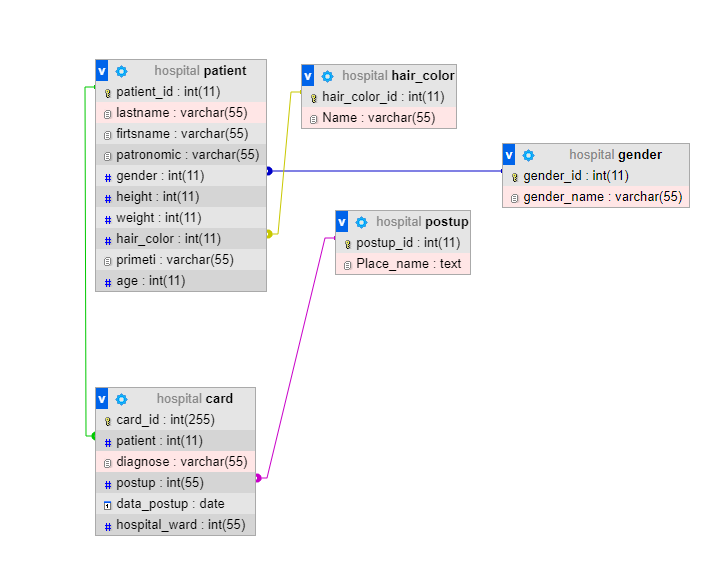 v hospital patient
patient_id : int(11)
lastname : varchar(55)
firtsname : varchar(55)
patronomic : varchar(55)
# gender : int(11)
# height : int(11)
# weight : int(11)
# hair_color : int(11)
primeti : varchar(55)
# age : int(11)
v hospital hair_color
hair_color_id : int(11)
Name : varchar(55)
v hospital gender
gender_id : int(11)
gender_name : varchar(55)
v hospital postup
postup_id : int(11)
Place_name : text
v hospital card
card_id : int(255)
# patient : int(11)
diagnose : varchar(55)
# postup : int(55)
data_postup : date
# hospital_ward : int(55)